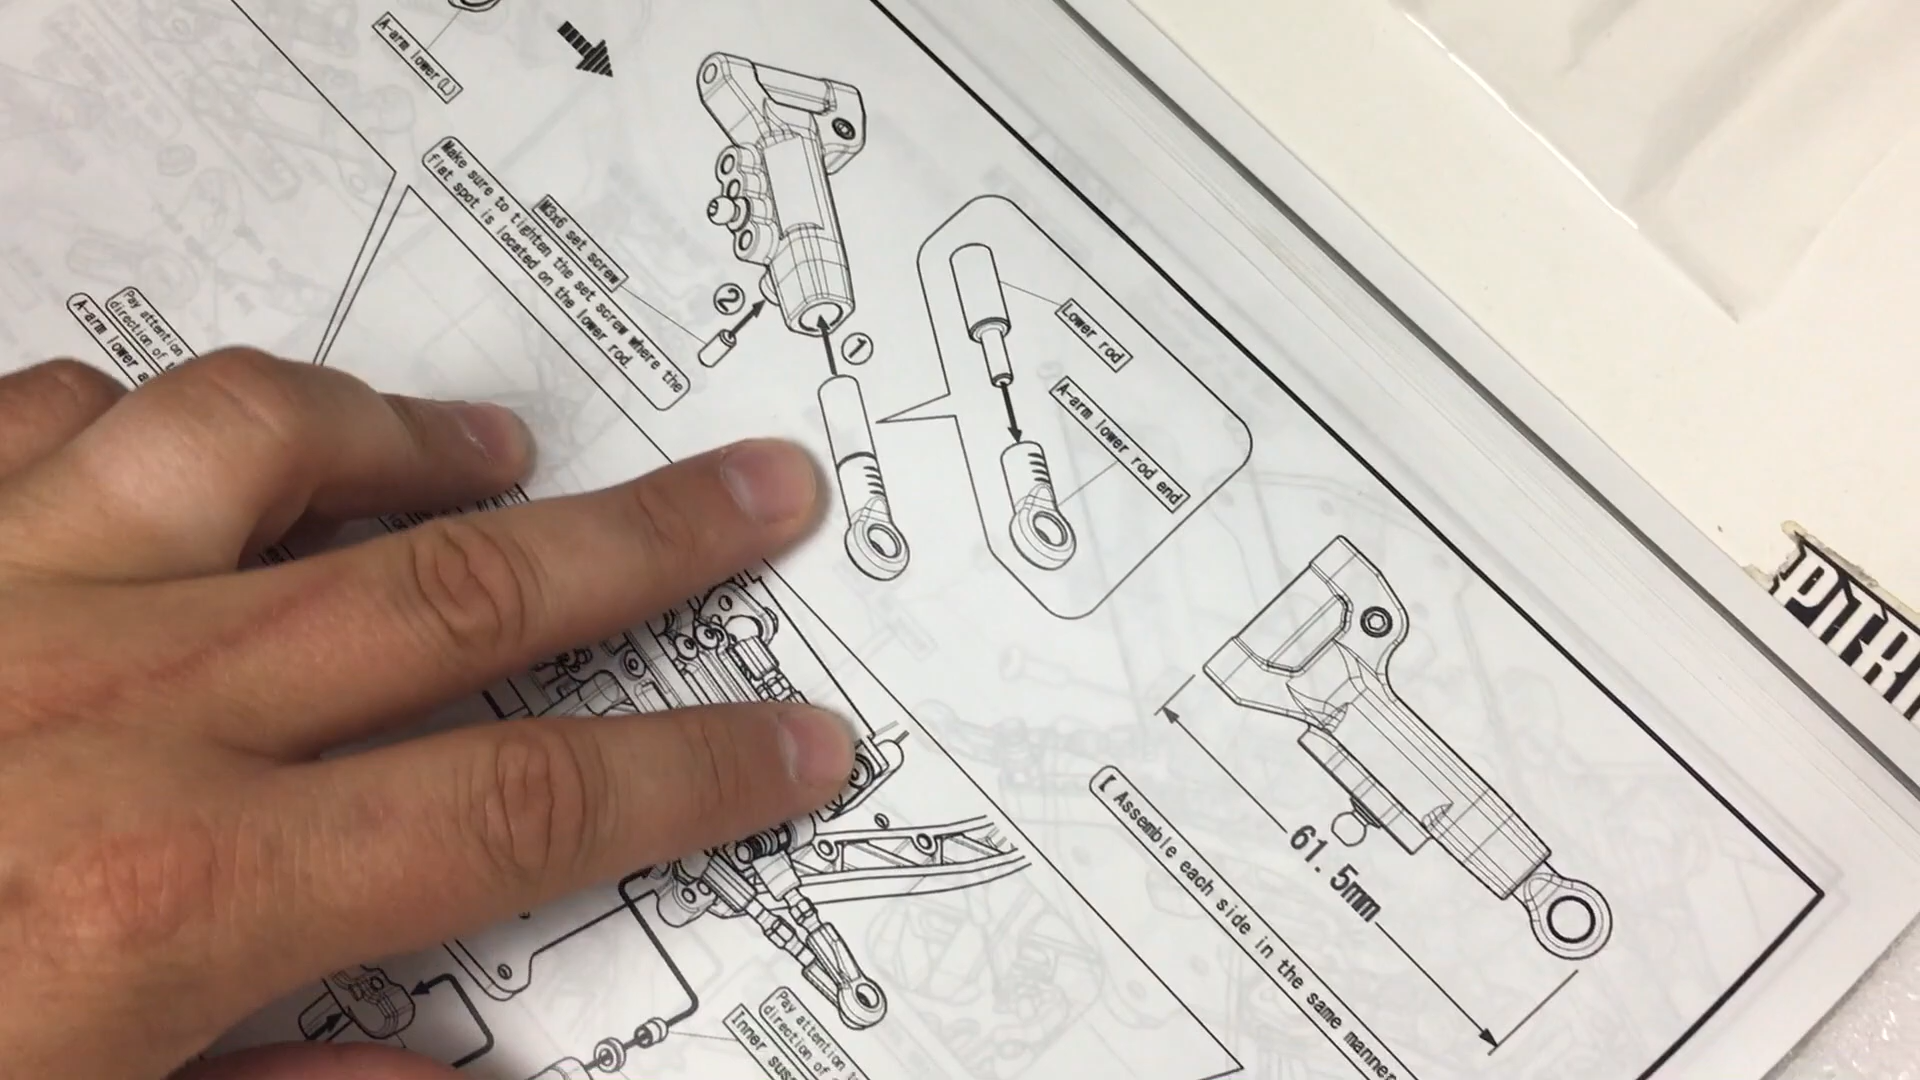 A-arm lower(L)
M3x6 set screw
Make sure to tighten the set screw where the
flat spot is located on the lower rod.
②
①
Lower rod
A-arm lower rod end
Pay attention
direction of
A-arm lower
61.5mm
【 Assemble each side in the same manner
Pay attention
direction of
Inner
PITR